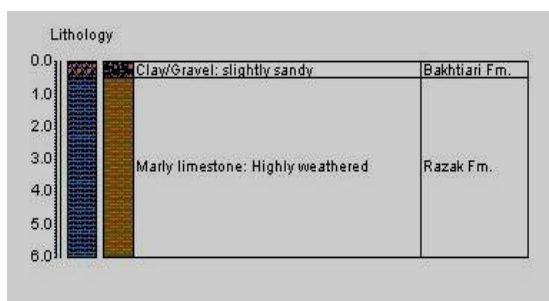 Lithology
0.0
Clay/Gravel: slightly sandy
Bakhtiari Fm.
1.0
2.0
3.0
Marly limestone: Highly weathered
Razak Fm.
4.0
5.0
6.0